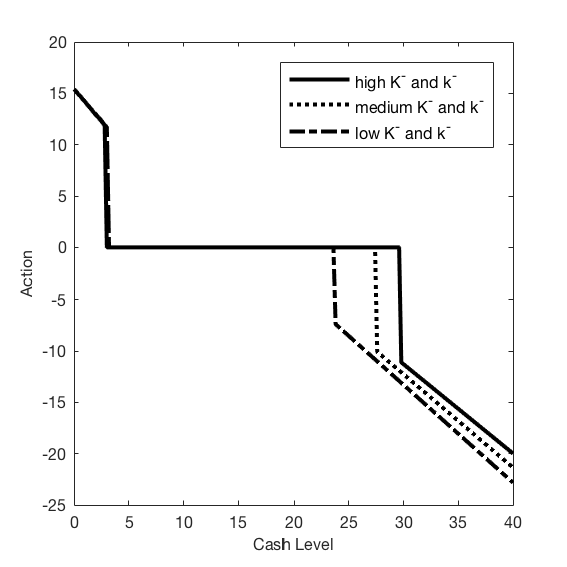 20
15
10
5
0
-5
-10
-15
-20
-25
Action
0 5 10 15 20 25 30 35 40
Cash Level
high K⁻ and k⁻
medium K⁻ and k⁻
low K⁻ and k⁻